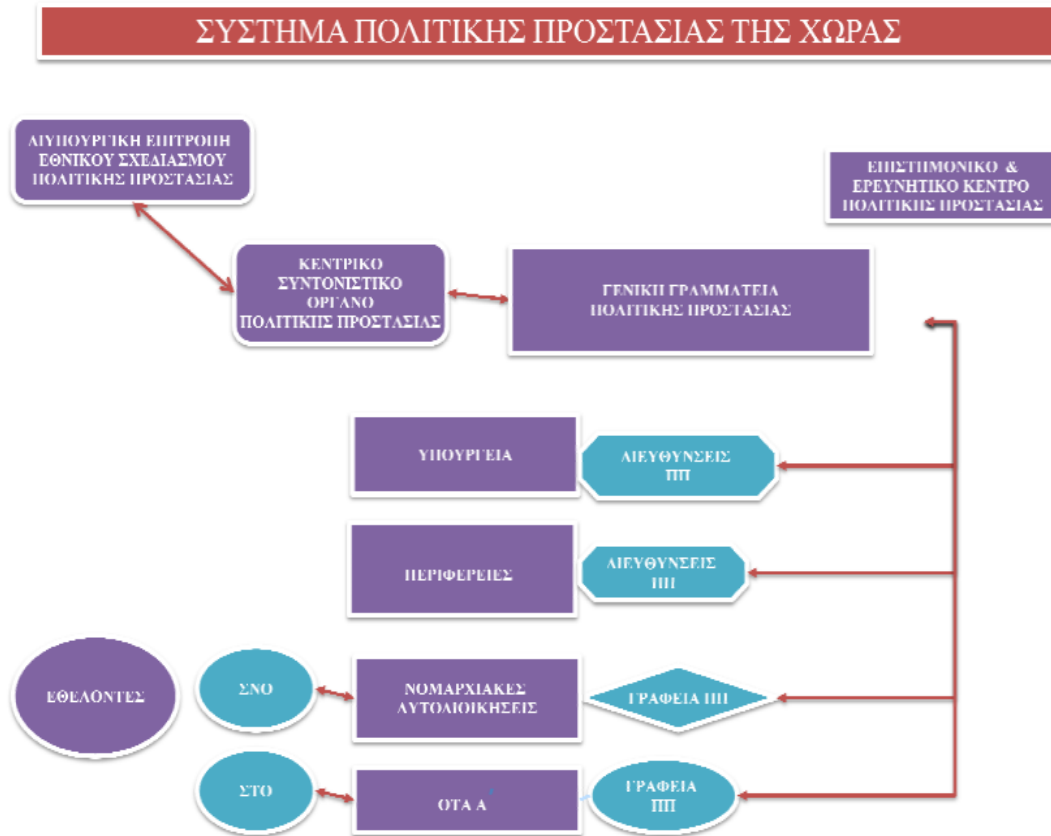 ΣΥΣΤΗΜΑ ΠΟΛΙΤΙΚΗΣ ΠΡΟΣΤΑΣΙΑΣ ΤΗΣ ΧΩΡΑΣ
ΔΙΥΠΟΥΡΓΙΚΗ ΕΠΙΤΡΟΠΗ
ΕΘΝΙΚΟΥ ΣΧΕΔΙΑΣΜΟΥ
ΠΟΛΙΤΙΚΗΣ ΠΡΟΣΤΑΣΙΑΣ
ΕΠΙΣΤΗΜΟΝΙΚΟ &
ΕΡΕΥΝΗΤΙΚΟ ΚΕΝΤΡΟ
ΠΟΛΙΤΙΚΗΣ ΠΡΟΣΤΑΣΙΑΣ
ΚΕΝΤΡΙΚΟ
ΣΥΝΤΟΝΙΣΤΙΚΟ
ΟΡΓΑΝΟ
ΠΟΛΙΤΙΚΗΣ ΠΡΟΣΤΑΣΙΑΣ
ΓΕΝΙΚΗ ΓΡΑΜΜΑΤΕΙΑ
ΠΟΛΙΤΙΚΗΣ ΠΡΟΣΤΑΣΙΑΣ
ΥΠΟΥΡΓΕΙΑ
ΔΙΕΥΘΥΝΣΕΙΣ
ΠΠ
ΠΕΡΙΦΕΡΕΙΕΣ
ΔΙΕΥΘΥΝΣΕΙΣ
ΠΠ
ΕΘΕΛΟΝΤΕΣ
ΣΝΟ
ΝΟΜΑΡΧΙΑΚΕΣ
ΑΥΤΟΔΙΟΙΚΗΣΕΙΣ
ΓΡΑΦΕΙΑ ΠΠ
ΣΤΟ
ΟΤΑ Α΄
ΓΡΑΦΕΙΑ
ΠΠ